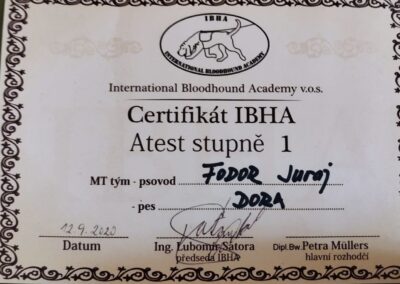 IBHA
INTERNATIONAL BLOODHOUND ACADEMY
International Bloodhound Academy v.o.s.
Certifikát IBHA
Atest stupně 1
MT tým - psovod FODOR Juraj
- pes DORA
12.9.2020
Datum Ing. Lubomír Šátora Dipl.Bw. Petra Müllers
předseda IBHA hlavní rozhodčí